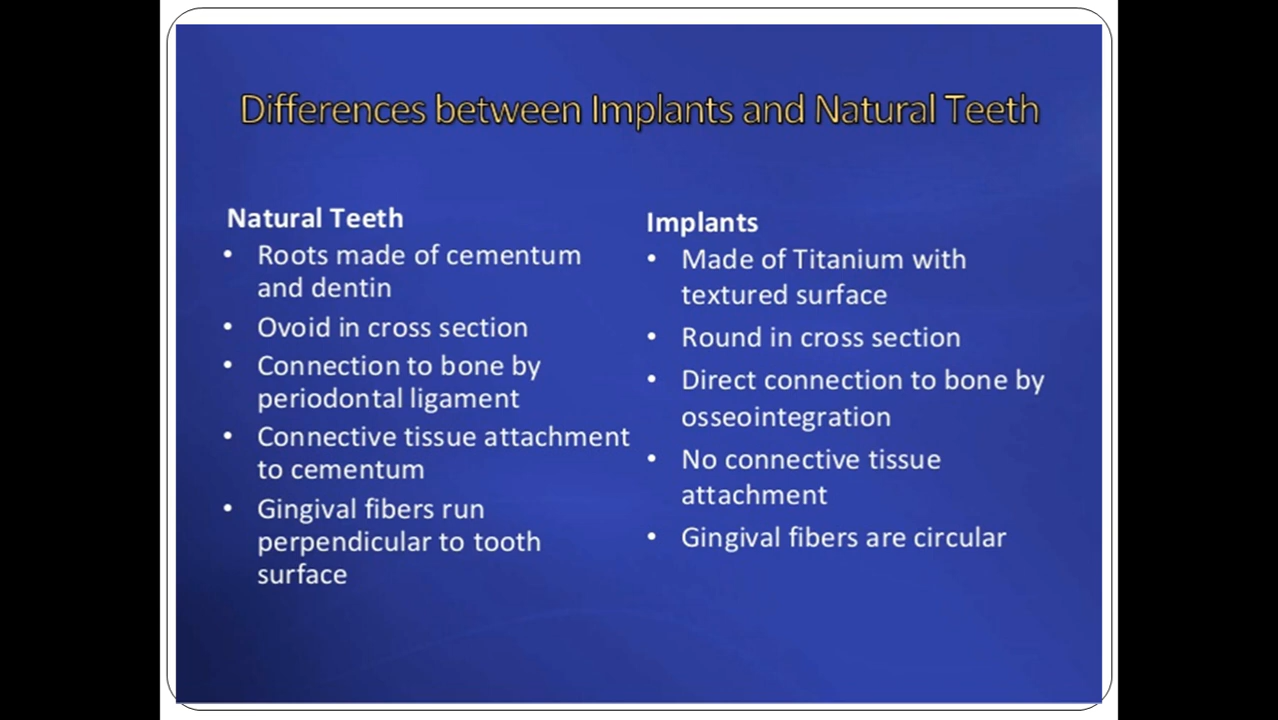 Differences between Implants and Natural Teeth
Natural Teeth
• Roots made of cementum
and dentin
• Ovoid in cross section
• Connection to bone by
periodontal ligament
• Connective tissue attachment
to cementum
• Gingival fibers run
perpendicular to tooth
surface
Implants
• Made of Titanium with
textured surface
• Round in cross section
• Direct connection to bone by
osseointegration
• No connective tissue
attachment
• Gingival fibers are circular